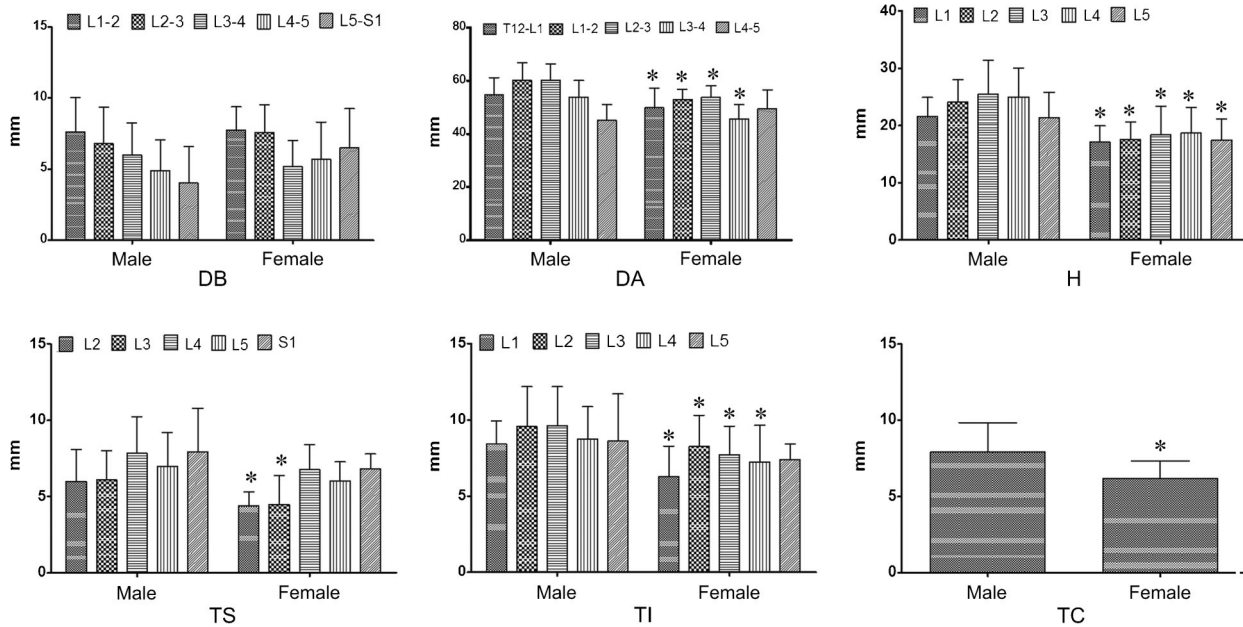 15
L1-2 L2-3 L3-4 L4-5 L5-S1
10
mm
5
0
Male Female
DB
80
T12-L1 L1-2 L2-3 L3-4 L4-5
60
* * * *
mm
40
20
0
Male Female
DA
40
L1 L2 L3 L4 L5
30
mm
20
* * * * *
10
0
Male Female
H
15
L2 L3 L4 L5 S1
10
mm
* *
5
0
Male Female
TS
15
L1 L2 L3 L4 L5
10
mm
* * * *
5
0
Male Female
TI
15
10
mm
*
5
0
Male Female
TC